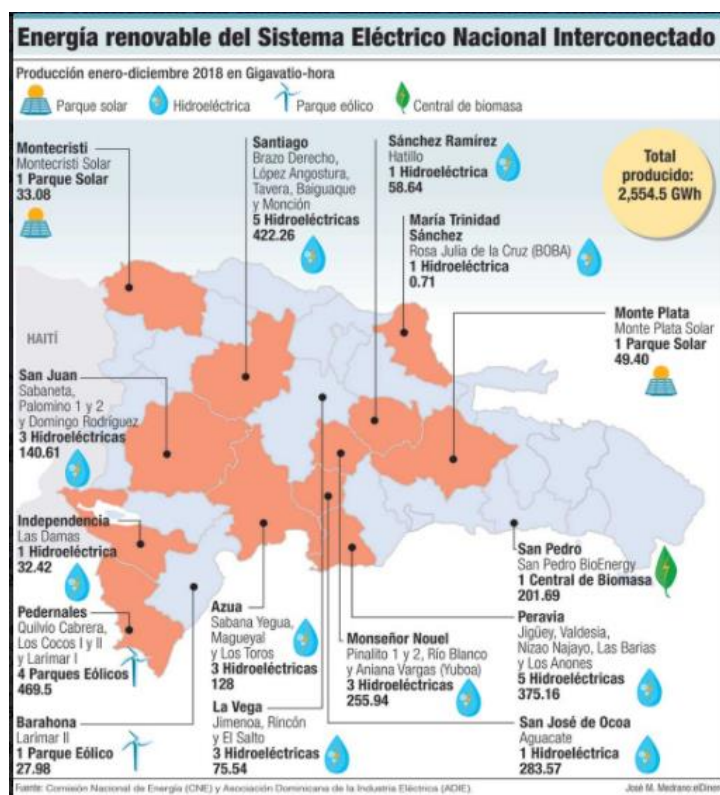 Energía renovable del Sistema Eléctrico Nacional Interconectado
Producción enero-diciembre 2018 en Gigavatio-hora
Parque solar
Hidroeléctrica
Parque eólico
Central de biomasa
Montecristi
Montecristi Solar
1 Parque Solar
33.08
Santiago
Brazo Derecho,
López Angostura,
Tavera, Baiguaque
y Monción
5 Hidroeléctricas
422.26
Sánchez Ramírez
Hatillo
1 Hidroeléctrica
58.64
Total
producido:
2,554.5 GWh
María Trinidad
Sánchez
Rosa Julia de la Cruz (BOBA)
1 Hidroeléctrica
0.71
Monte Plata
Monte Plata Solar
1 Parque Solar
49.40
HAITÍ
San Juan
Sabaneta,
Palomino 1 y 2
y Domingo Rodríguez
3 Hidroeléctricas
140.61
Independencia
Las Damas
1 Hidroeléctrica
32.42
Pedernales
Quilvio Cabrera,
Los Cocos I y II
y Larimar I
4 Parques Eólicos
469.5
Barahona
Larimar II
1 Parque Eólico
27.98
Azua
Sabana Yegua,
Magueyal
y Los Toros
3 Hidroeléctricas
128
La Vega
Jimenoa, Rincón
y El Salto
3 Hidroeléctricas
75.54
Monseñor Nouel
Pinalito 1 y 2, Río Blanco
y Aniana Vargas (Yuboa)
3 Hidroeléctricas
255.94
San Pedro
San Pedro BioEnergy
1 Central de Biomasa
201.69
Peravia
Jigüey, Valdesia,
Nizao Najayo, Las Barias
y Los Anones
5 Hidroeléctricas
375.16
San José de Ocoa
Aguacate
1 Hidroeléctrica
283.57
Fuente: Comisión Nacional de Energía (CNE) y Asociación Dominicana de la Industria Eléctrica (ADIE).
José M. Medrano:elDinero